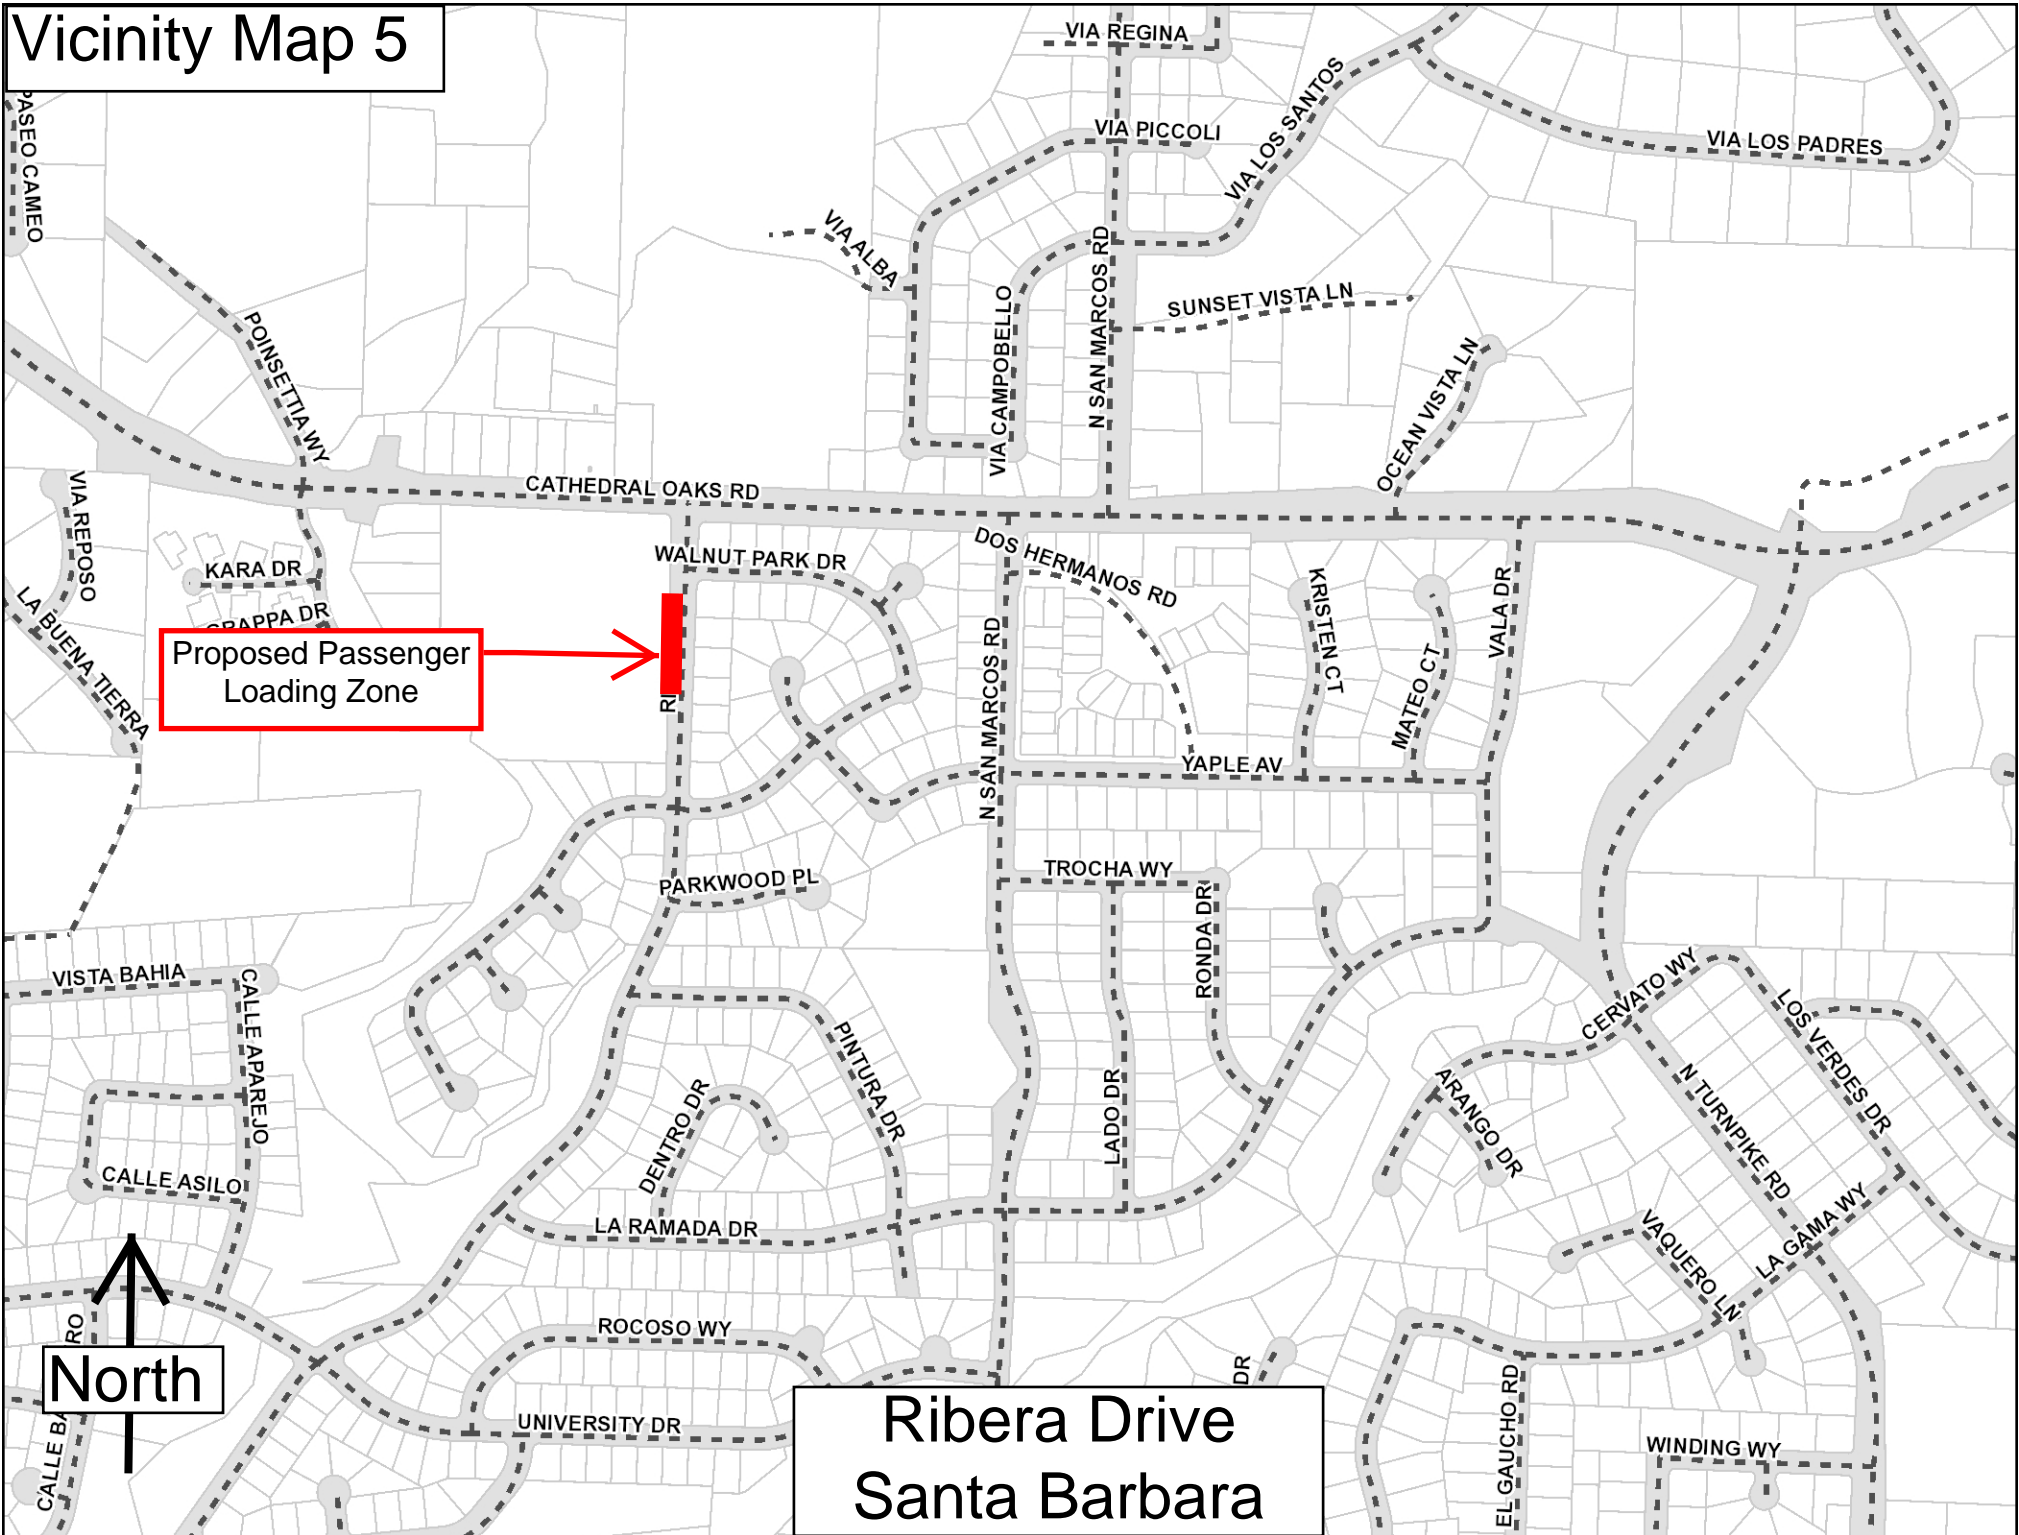 Vicinity Map 5
VIA REGINA
PASEO CAMEO
VIA PICCOLI
VIA LOS SANTOS
VIA LOS PADRES
VIA ALBA
N SAN MARCOS RD
SUNSET VISTA LN
VIA CAMPOBELLO
POINSETTIA WY
OCEAN VISTA LN
CATHEDRAL OAKS RD
VIA REPOSO
WALNUT PARK DR
DOS HERMANOS RD
KARA DR
KRISTEN CT
VALA DR
LA BUENA TIERRA
Proposed Passenger
Loading Zone
RI
N SAN MARCOS RD
MATEO CT
YAPLE AV
PARKWOOD PL
TROCHA WY
RONDA DR
VISTA BAHIA
CALLE APAREJO
CERVATO WY
LOS VERDES DR
PINTURA DR
DENTRO DR
LADO DR
ARANGO DR
N TURNPIKE RD
CALLE ASILO
LA RAMADA DR
VAQUERO LN
LA GAMA WY
RO
ROCOSO WY
North
CALLE BA
UNIVERSITY DR
DR
EL GAUCHO RD
WINDING WY
Ribera Drive
Santa Barbara